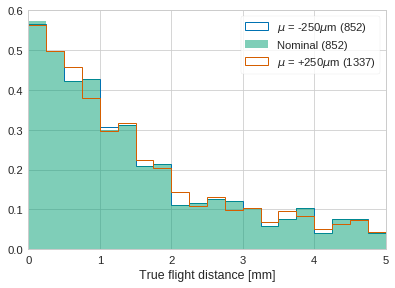 0.6
0.5
0.4
0.3
0.2
0.1
0.0
μ = -250μm (852)
Nominal (852)
μ = +250μm (1337)
0 1 2 3 4 5
True flight distance [mm]